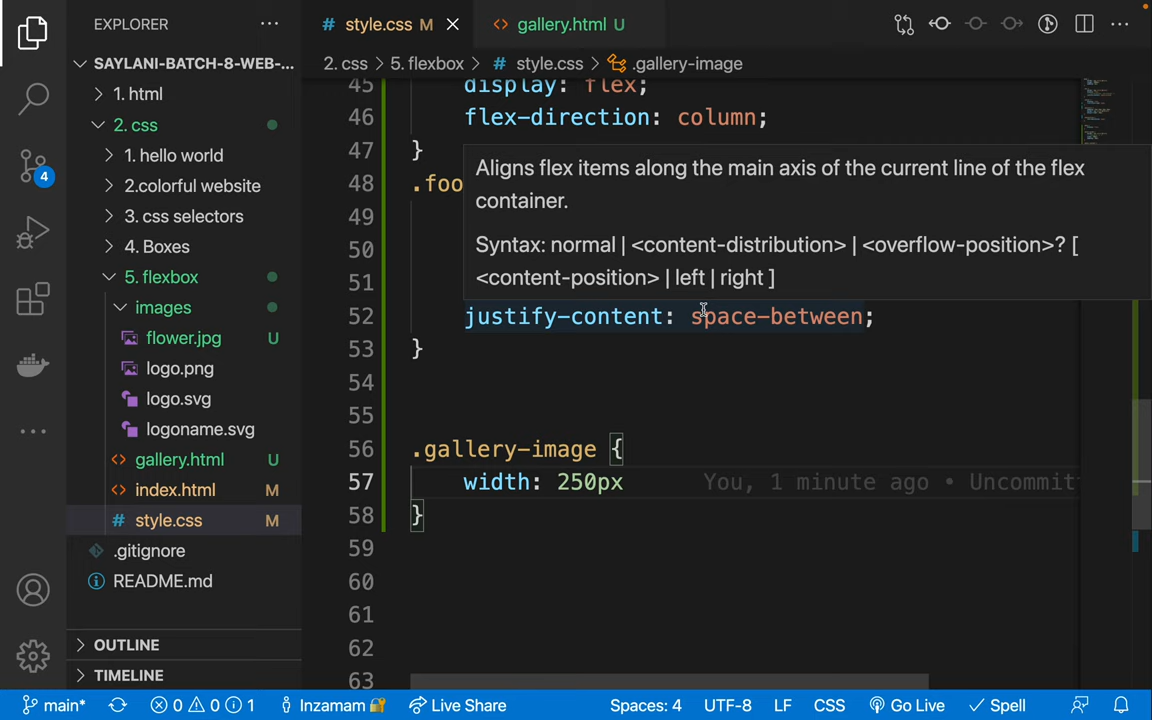 EXPLORER
style.css M
gallery.html U
SAYLANI-BATCH-8-WEB-...
2. css > 5. flexbox > style.css > .gallery-image
1. html
2. css
1. hello world
2.colorful website
3. css selectors
4. Boxes
5. flexbox
images
flower.jpg U
logo.png
logo.svg
logoname.svg
gallery.html U
index.html M
style.css M
.gitignore
README.md
OUTLINE
TIMELINE
4
45 display: flex;
46 flex-direction: column;
47 }
48 .foo
Aligns flex items along the main axis of the current line of the flex
container.
Syntax: normal | <content-distribution> | <overflow-position>? [
<content-position> | left | right ]
49
50
51
52 justify-content: space-between;
53 }
54
55
56 .gallery-image {
57 width: 250px You, 1 minute ago • Uncommit
58 }
59
60
61
62
63
main* 0 0 1 Inzamam Live Share Spaces: 4 UTF-8 LF CSS Go Live Spell